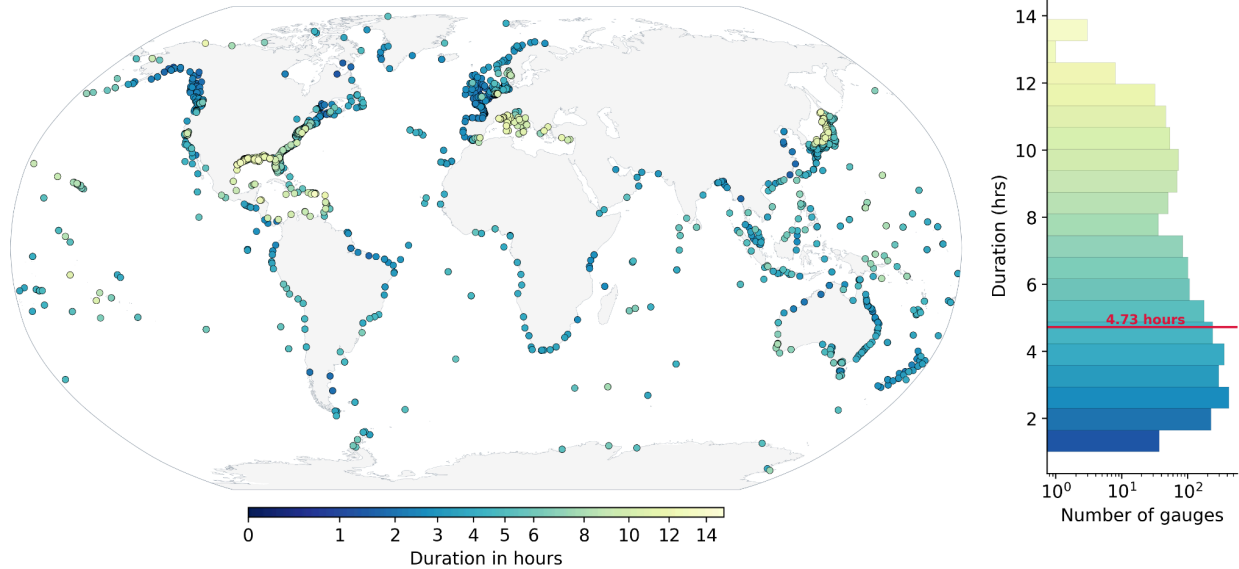 0 1 2 3 4 5 6 8 10 12 14
Duration in hours
14
12
10
8
6
4
2
Duration (hrs)
4.73 hours
10⁰ 10¹ 10²
Number of gauges